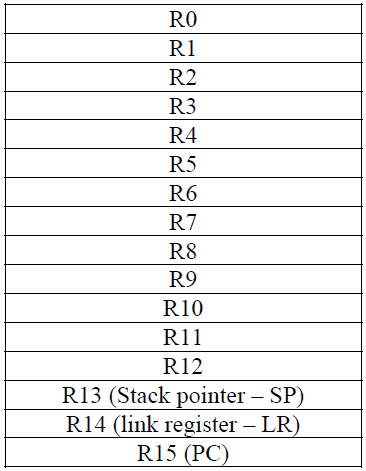 R0
R1
R2
R3
R4
R5
R6
R7
R8
R9
R10
R11
R12
R13 (Stack pointer – SP)
R14 (link register – LR)
R15 (PC)